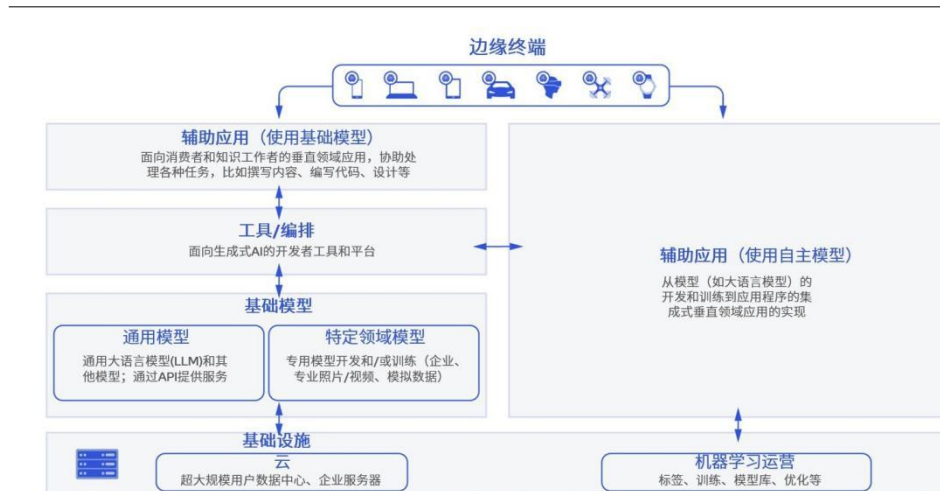 边缘终端
辅助应用（使用基础模型）
面向消费者和知识工作者的垂直领域应用，协助处
理各种任务，比如撰写内容、编写代码、设计等
工具/编排
面向生成式AI的开发者工具和平台
基础模型
通用模型
通用大语言模型(LLM)和其
他模型；通过API提供服务
特定领域模型
专用模型开发和/或训练（企业、
专业照片/视频、模拟数据）
辅助应用（使用自主模型）
从模型（如大语言模型）的
开发和训练到应用程序的集
成式垂直领域应用的实现
基础设施
云
超大规模用户数据中心、企业服务器
机器学习运营
标签、训练、模型库、优化等